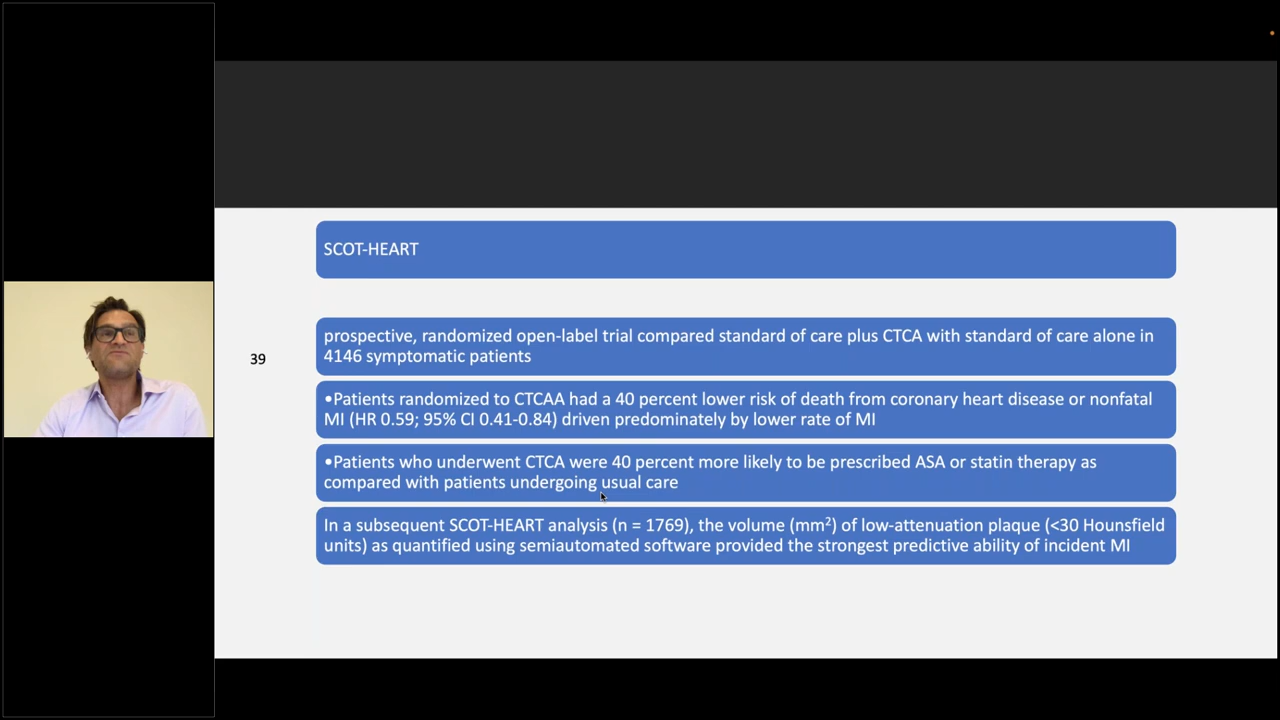 SCOT-HEART
39
prospective, randomized open-label trial compared standard of care plus CTCA with standard of care alone in
4146 symptomatic patients
•Patients randomized to CTCAA had a 40 percent lower risk of death from coronary heart disease or nonfatal
MI (HR 0.59; 95% CI 0.41-0.84) driven predominately by lower rate of MI
•Patients who underwent CTCA were 40 percent more likely to be prescribed ASA or statin therapy as
compared with patients undergoing usual care
In a subsequent SCOT-HEART analysis (n = 1769), the volume (mm²) of low-attenuation plaque (<30 Hounsfield
units) as quantified using semiautomated software provided the strongest predictive ability of incident MI